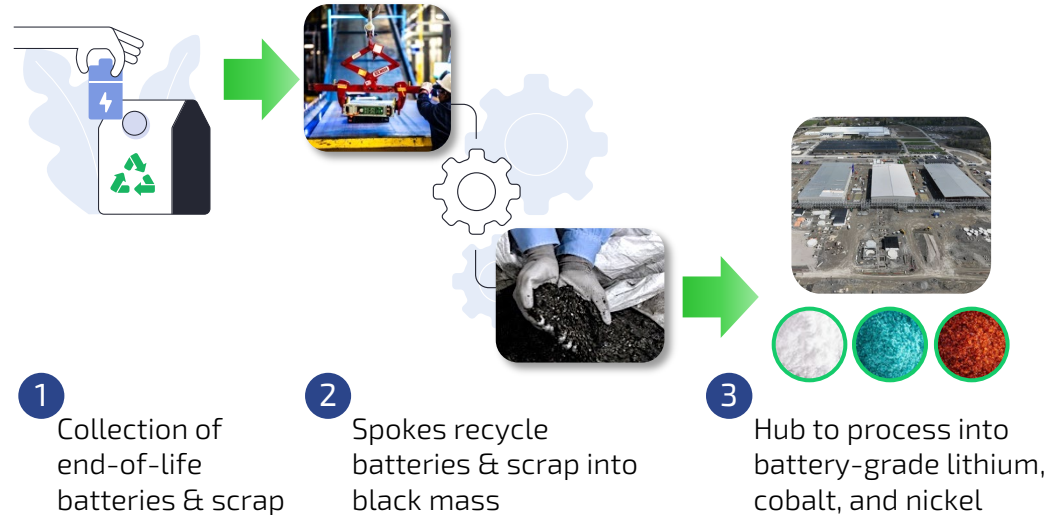 1
Collection of
end-of-life
batteries & scrap
2
Spokes recycle
batteries & scrap into
black mass
3
Hub to process into
battery-grade lithium,
cobalt, and nickel